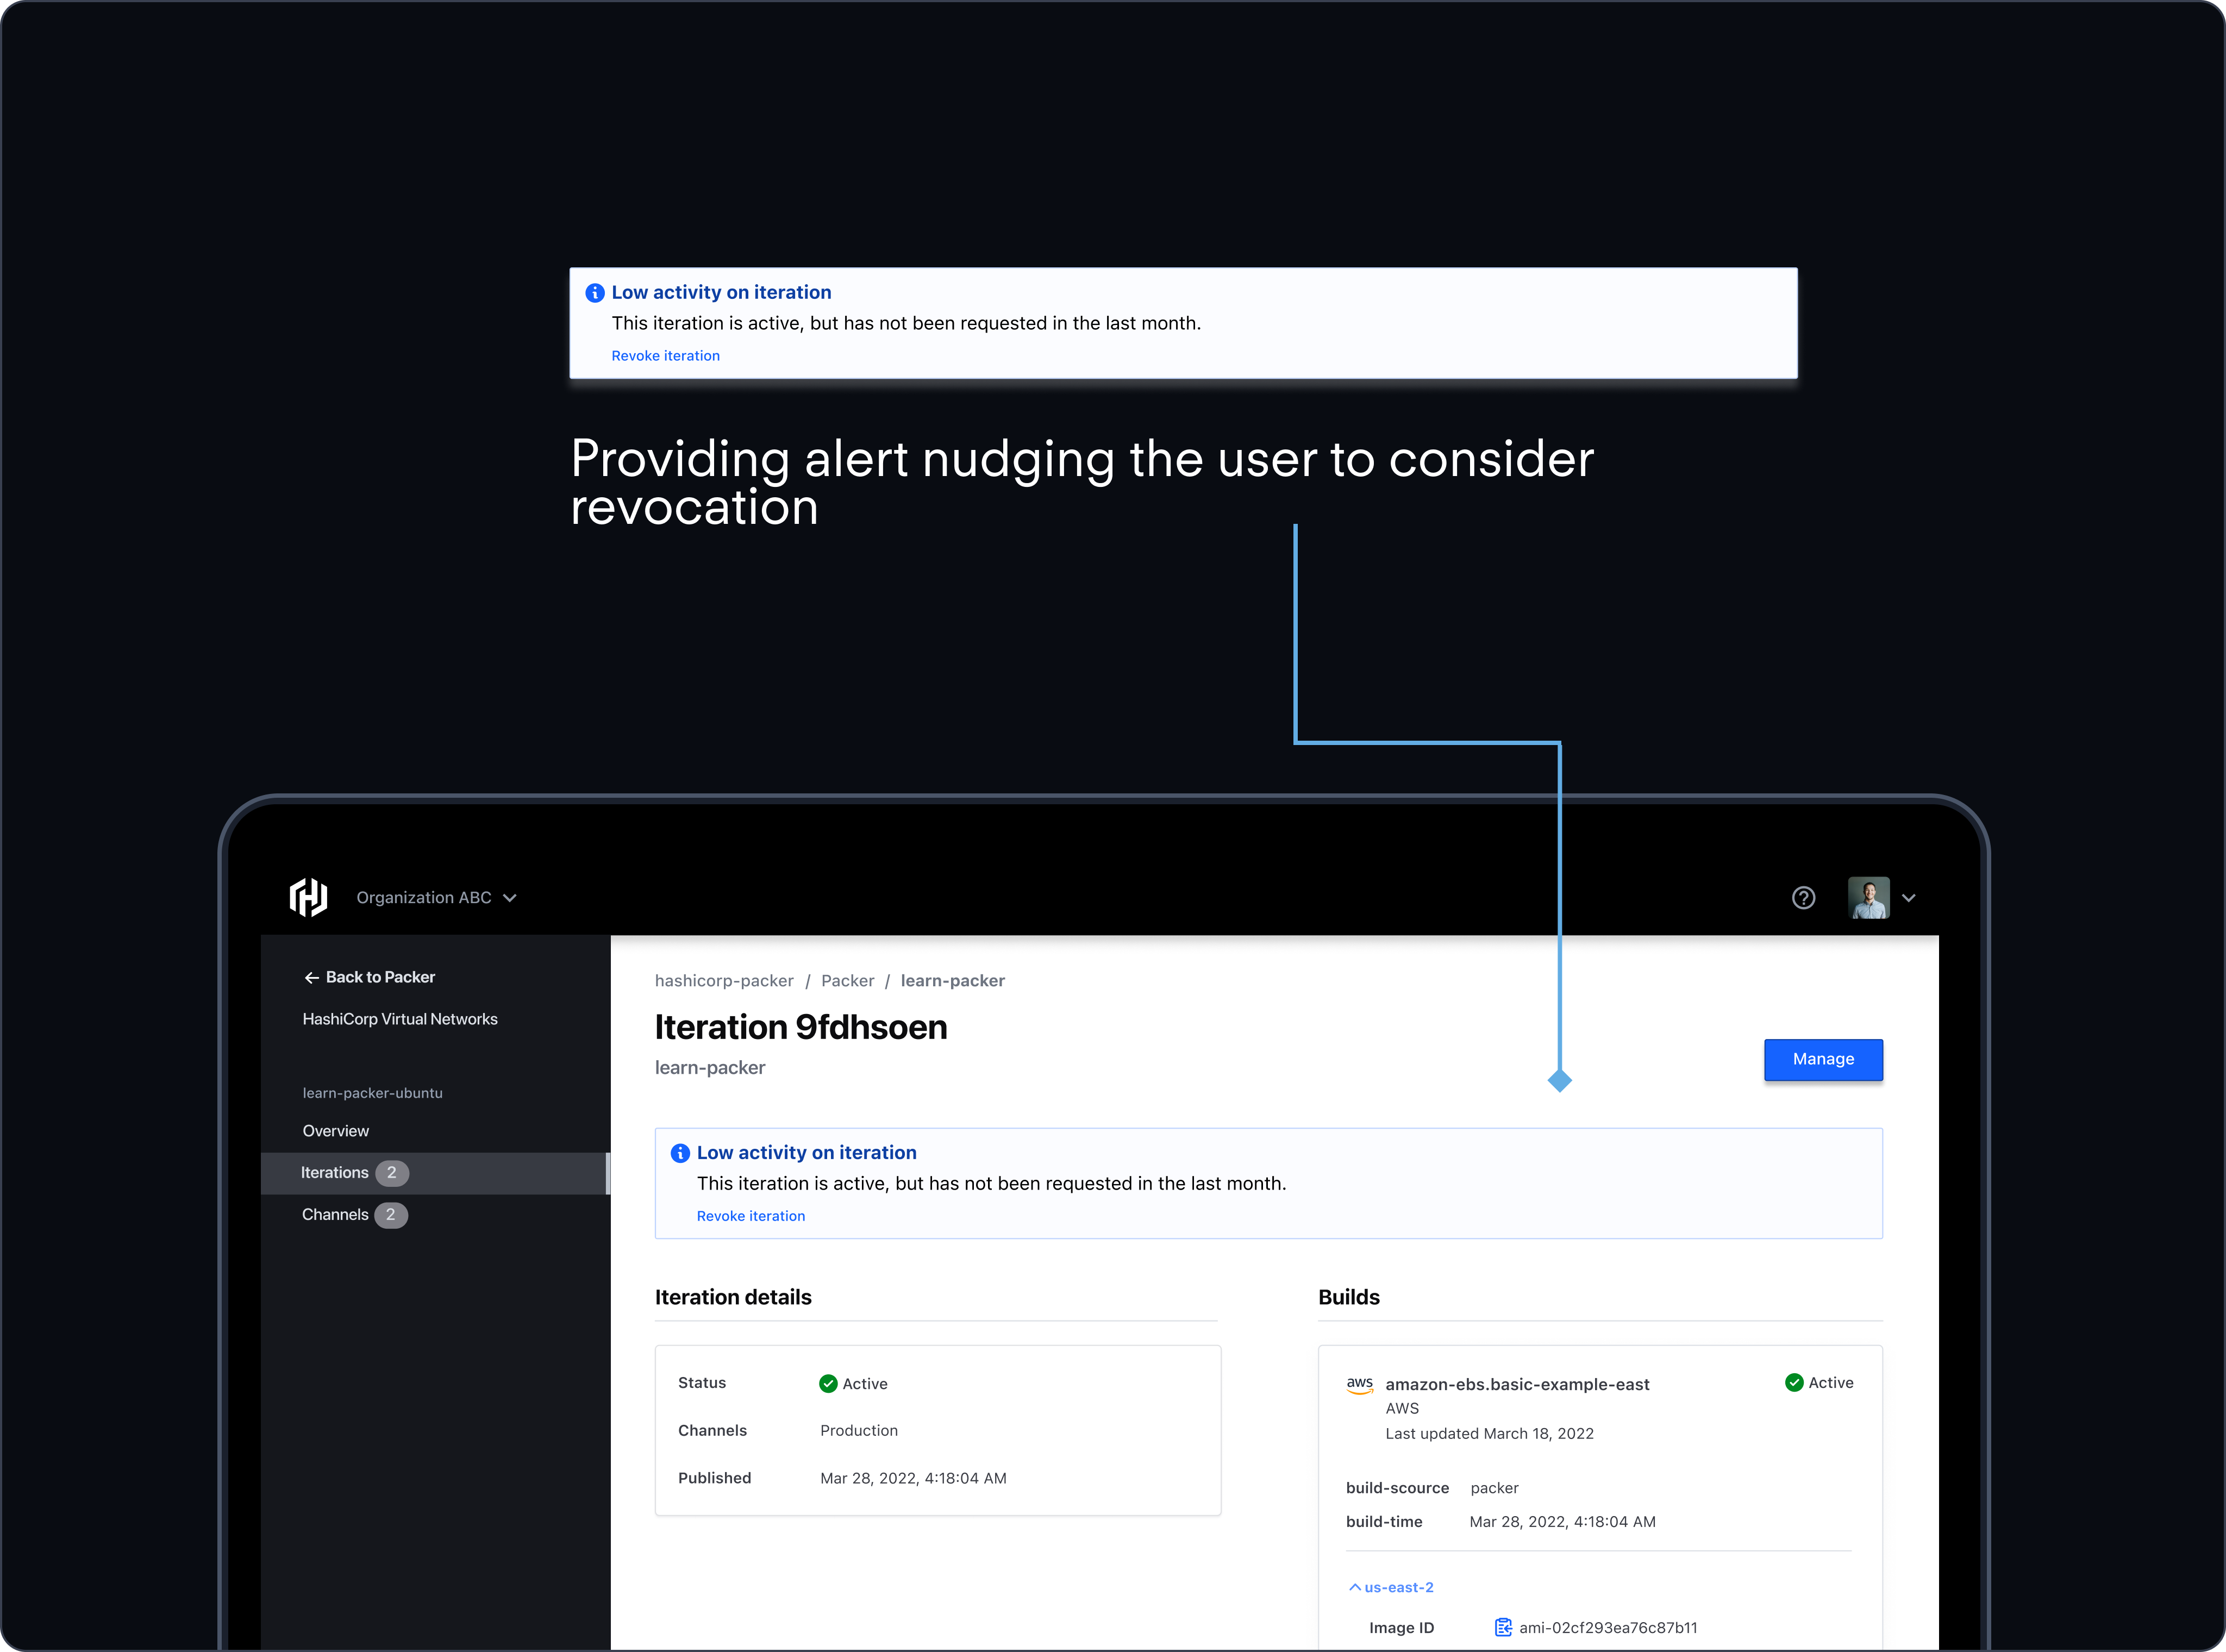 Low activity on iteration
This iteration is active, but has not been requested in the last month.
Revoke iteration
Providing alert nudging the user to consider
revocation
Organization ABC
Back to Packer
HashiCorp Virtual Networks
learn-packer-ubuntu
Overview
Iterations 2
Channels 2
hashicorp-packer / Packer / learn-packer
Iteration 9fdhsoen
learn-packer
Manage
Low activity on iteration
This iteration is active, but has not been requested in the last month.
Revoke iteration
Iteration details
Status Active
Channels Production
Published Mar 28, 2022, 4:18:04 AM
Builds
aws amazon-ebs.basic-example-east Active
AWS
Last updated March 18, 2022
build-scource packer
build-time Mar 28, 2022, 4:18:04 AM
us-east-2
Image ID ami-02cf293ea76c87b11